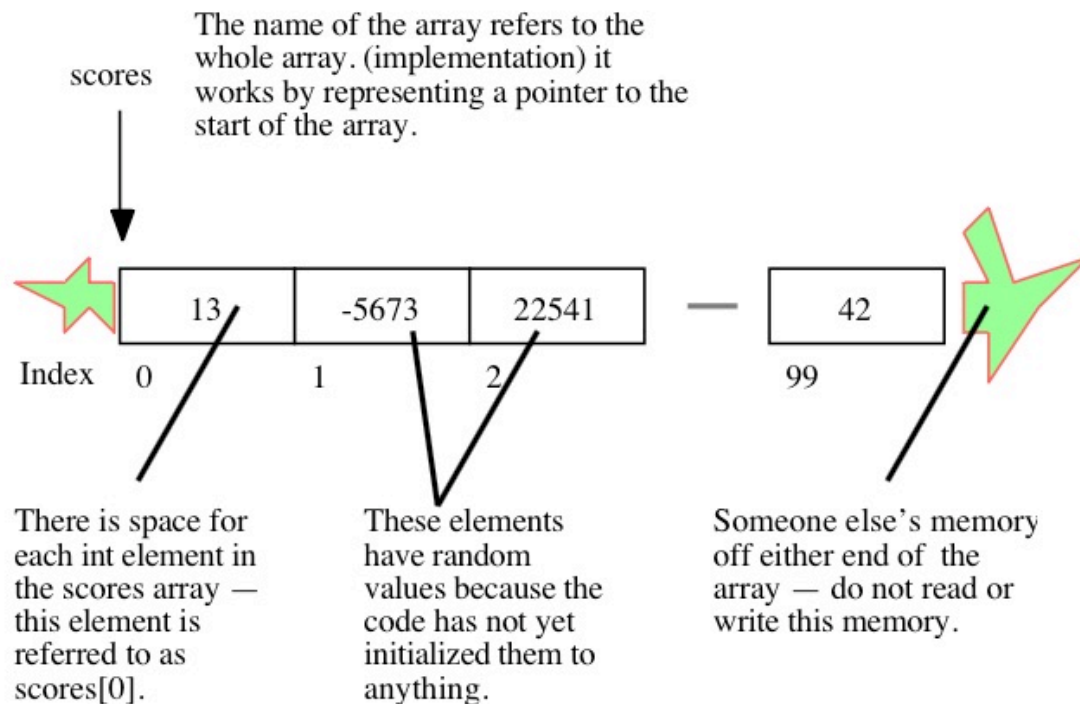 The name of the array refers to the
whole array. (implementation) it
works by representing a pointer to the
start of the array.
scores
13 -5673 22541 42
Index 0 1 2 99
There is space for
each int element in
the scores array —
this element is
referred to as
scores[0].
These elements
have random
values because the
code has not yet
initialized them to
anything.
Someone else's memory
off either end of the
array — do not read or
write this memory.